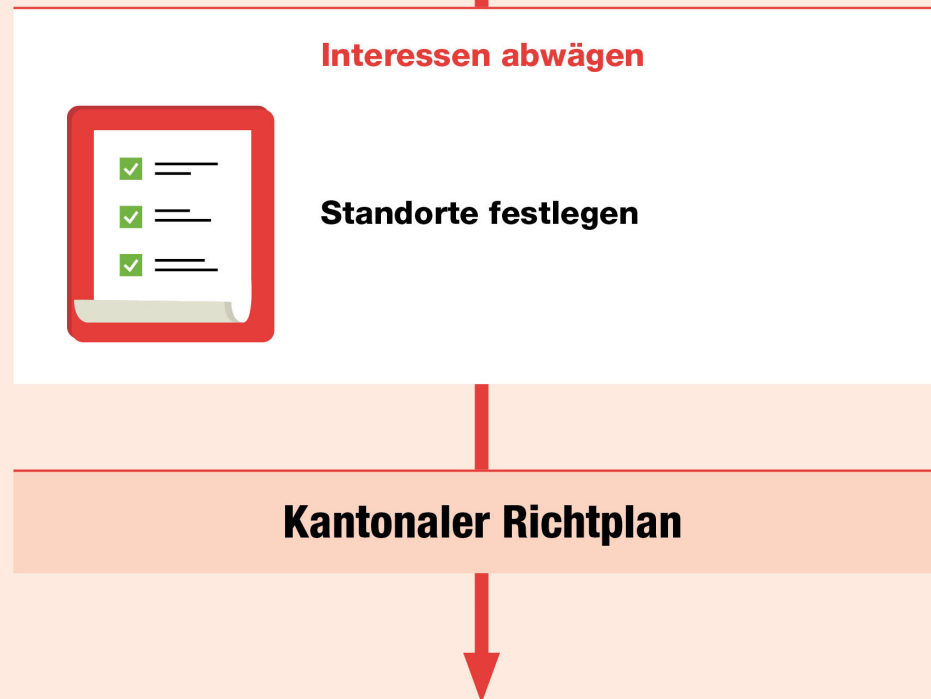 Interessen abwägen
Standorte festlegen
Kantonaler Richtplan